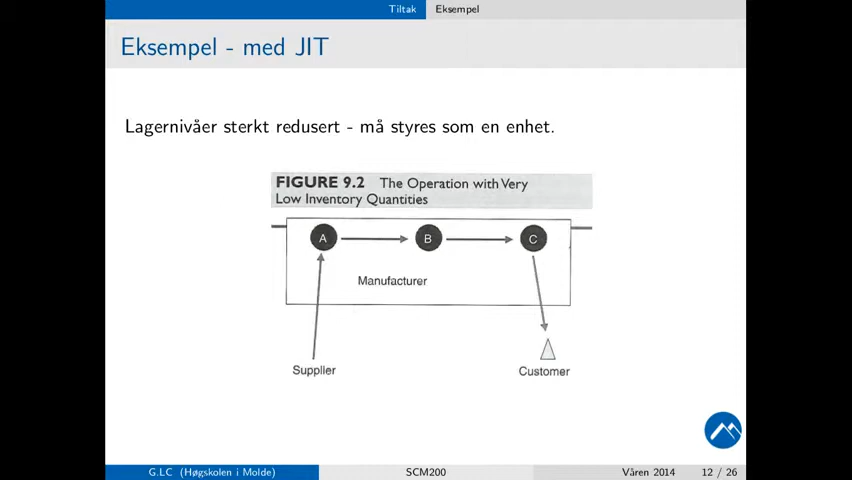 Tiltak Eksempel
Eksempel - med JIT
Lagernivåer sterkt redusert - må styres som en enhet.
FIGURE 9.2 The Operation with Very
Low Inventory Quantities
A B C
Manufacturer
Supplier Customer
G.LC (Høgskolen i Molde) SCM200 Våren 2014 12 / 26